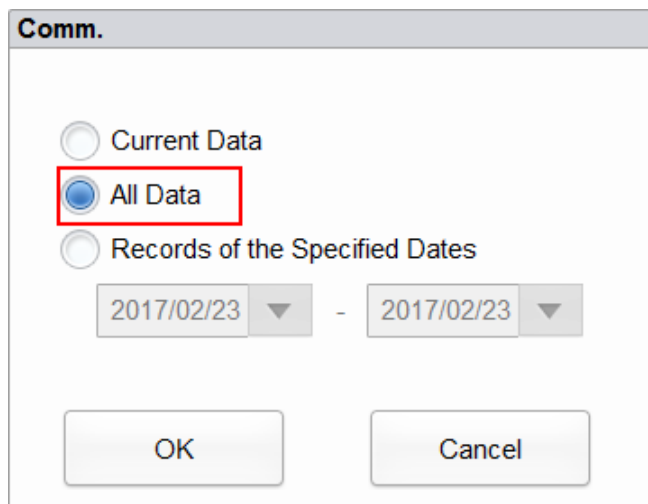 Comm.
Current Data
All Data
Records of the Specified Dates
2017/02/23 - 2017/02/23
OK Cancel